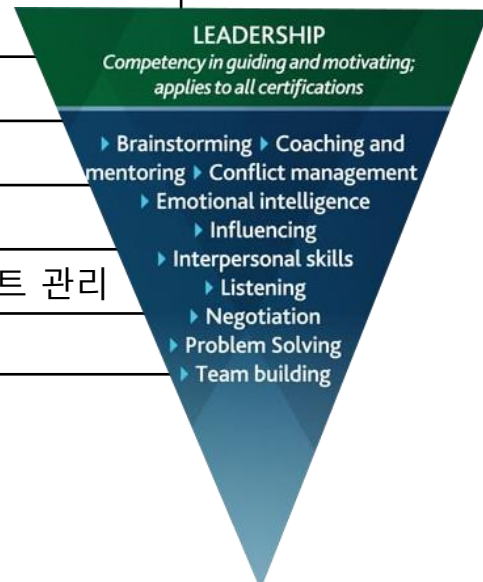 LEADERSHIP
Competency in guiding and motivating;
applies to all certifications
▶ Brainstorming ▶ Coaching and
mentoring ▶ Conflict management
▶ Emotional intelligence
▶ Influencing
▶ Interpersonal skills
트 관리
▶ Listening
▶ Negotiation
▶ Problem Solving
▶ Team building